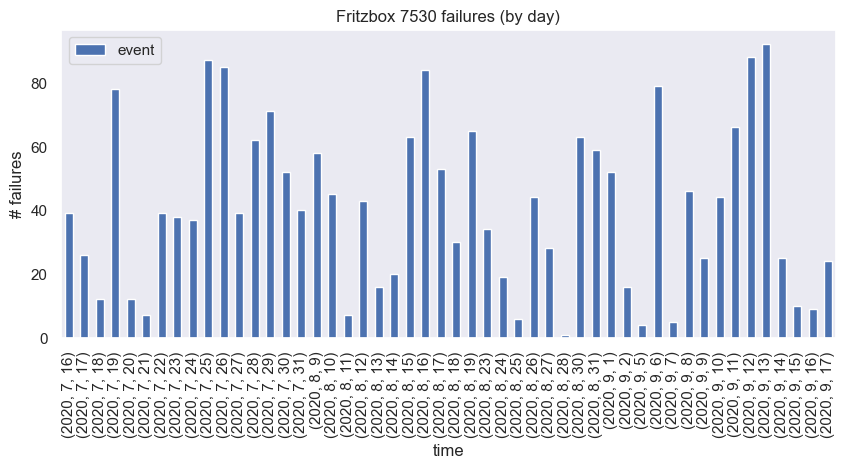 Fritzbox 7530 failures (by day)
event
# failures
80
60
40
20
0
(2020, 7, 16)
(2020, 7, 17)
(2020, 7, 18)
(2020, 7, 19)
(2020, 7, 20)
(2020, 7, 21)
(2020, 7, 22)
(2020, 7, 23)
(2020, 7, 24)
(2020, 7, 25)
(2020, 7, 26)
(2020, 7, 27)
(2020, 7, 28)
(2020, 7, 29)
(2020, 7, 30)
(2020, 7, 31)
(2020, 8, 9)
(2020, 8, 10)
(2020, 8, 11)
(2020, 8, 12)
(2020, 8, 13)
(2020, 8, 14)
(2020, 8, 15)
(2020, 8, 16)
(2020, 8, 17)
(2020, 8, 18)
(2020, 8, 19)
(2020, 8, 23)
(2020, 8, 24)
(2020, 8, 25)
(2020, 8, 26)
(2020, 8, 27)
(2020, 8, 28)
(2020, 8, 30)
(2020, 8, 31)
(2020, 9, 1)
(2020, 9, 2)
(2020, 9, 5)
(2020, 9, 6)
(2020, 9, 7)
(2020, 9, 8)
(2020, 9, 9)
(2020, 9, 10)
(2020, 9, 11)
(2020, 9, 12)
(2020, 9, 13)
(2020, 9, 14)
(2020, 9, 15)
(2020, 9, 16)
(2020, 9, 17)
time